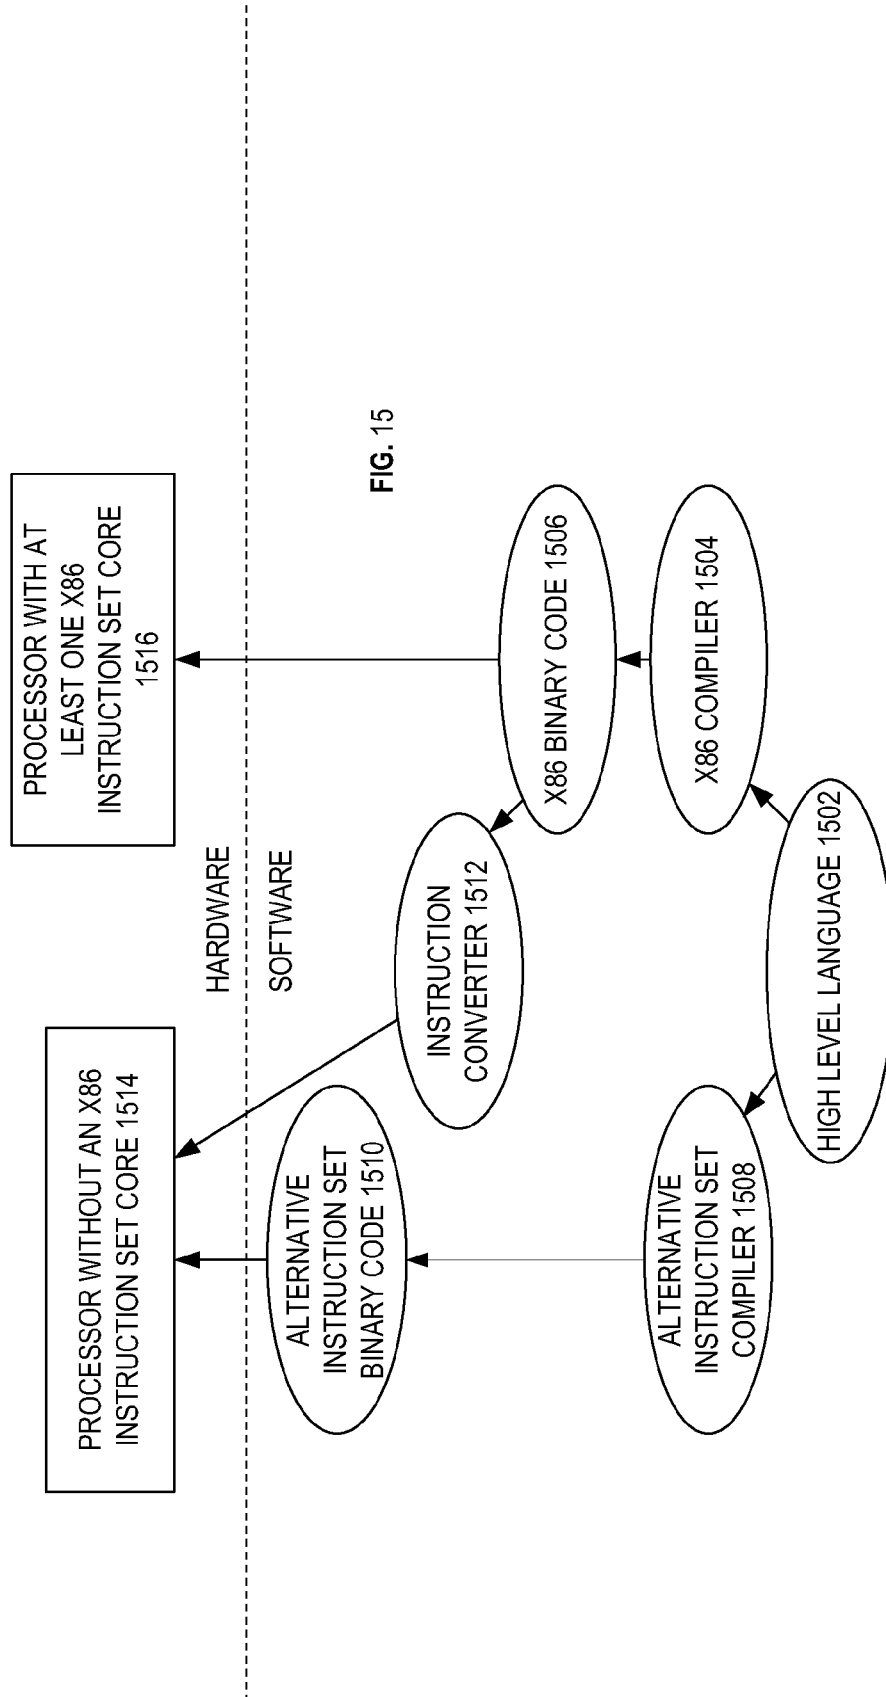 PROCESSOR WITHOUT AN X86
INSTRUCTION SET CORE 1514
PROCESSOR WITH AT
LEAST ONE X86
INSTRUCTION SET CORE
1516
HARDWARE
SOFTWARE
ALTERNATIVE
INSTRUCTION SET
BINARY CODE 1510
INSTRUCTION
CONVERTER 1512
X86 BINARY CODE 1506
ALTERNATIVE
INSTRUCTION SET
COMPILER 1508
X86 COMPILER 1504
HIGH LEVEL LANGUAGE 1502
FIG. 15